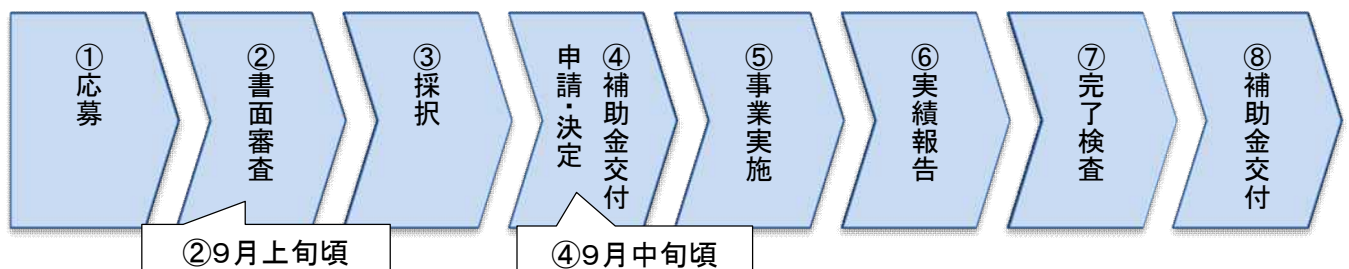 ①応募
②書面審査
③採択
④補助金交付
申請・決定
⑤事業実施
⑥実績報告
⑦完了検査
⑧補助金交付
②9月上旬頃
④9月中旬頃